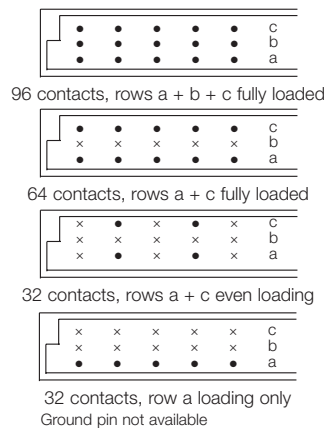 c
b
a
96 contacts, rows a + b + c fully loaded
c
b
a
64 contacts, rows a + c fully loaded
c
b
a
32 contacts, rows a + c even loading
c
b
a
32 contacts, row a loading only
Ground pin not available